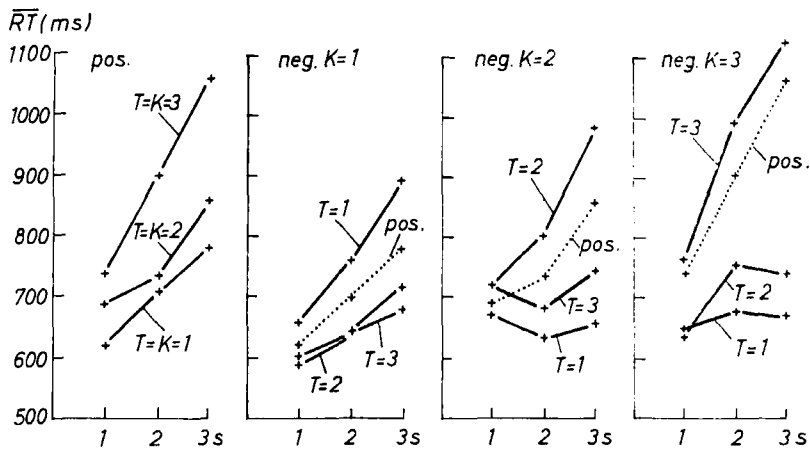 RT (ms)
pos.
neg. K=1
neg. K=2
neg. K=3
1100
1000
900
800
700
600
500
T=K=3
T=K=2
T=K=1
T=1
pos.
T=2
T=3
T=2
pos.
T=3
T=1
T=3
pos.
T=2
T=1
1 2 3 s
1 2 3 s
1 2 3 s
1 2 3 s